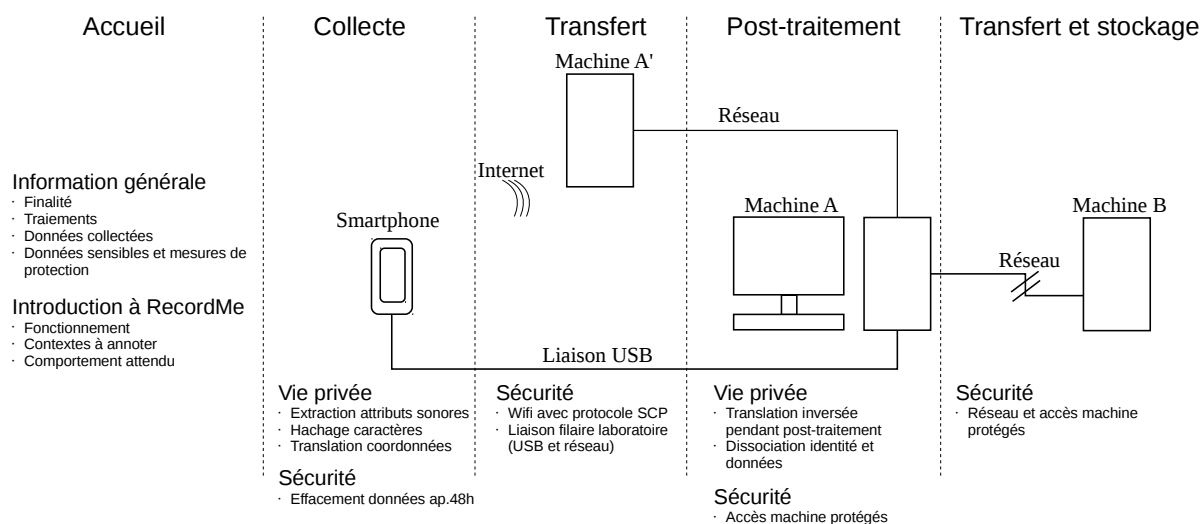 Accueil
Collecte
Transfert
Post-traitement
Transfert et stockage
Machine A'
Réseau
Internet
Information générale
· Finalité
· Traiements
· Données collectées
· Données sensibles et mesures de
protection
Introduction à RecordMe
· Fonctionnement
· Contextes à annoter
· Comportement attendu
Smartphone
Machine A
Machine B
Réseau
Liaison USB
Vie privée
· Extraction attributs sonores
· Hachage caractères
· Translation coordonnées
Sécurité
· Effacement données ap.48h
Sécurité
· Wifi avec protocole SCP
· Liaison filaire laboratoire
(USB et réseau)
Vie privée
· Translation inversée
pendant post-traitement
· Dissociation identité et
données
Sécurité
· Accès machine protégés
Sécurité
· Réseau et accès machine
protégés